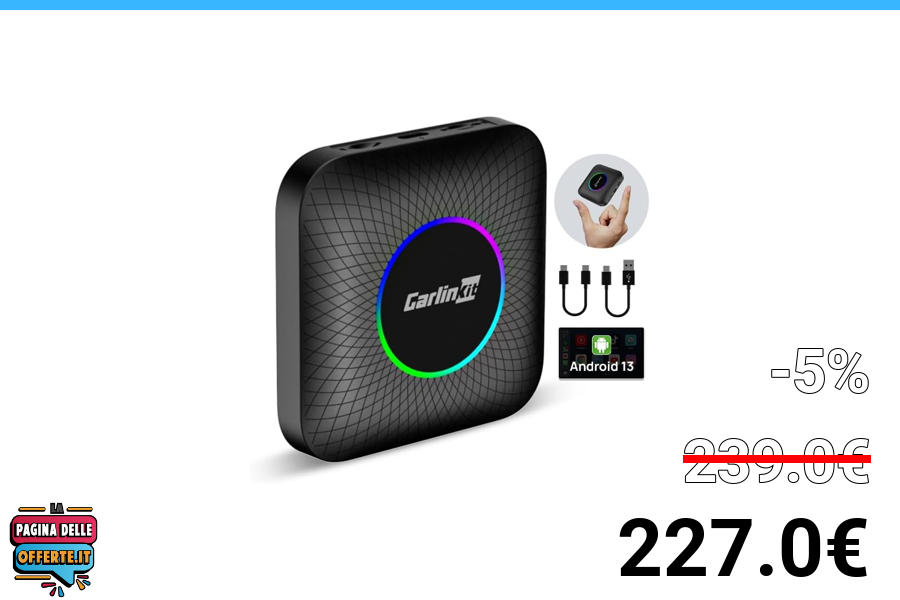 CarlinKit
Android 13
-5%
239.0€
227.0€
LA
PAGINA DELLE
OFFERTE.IT